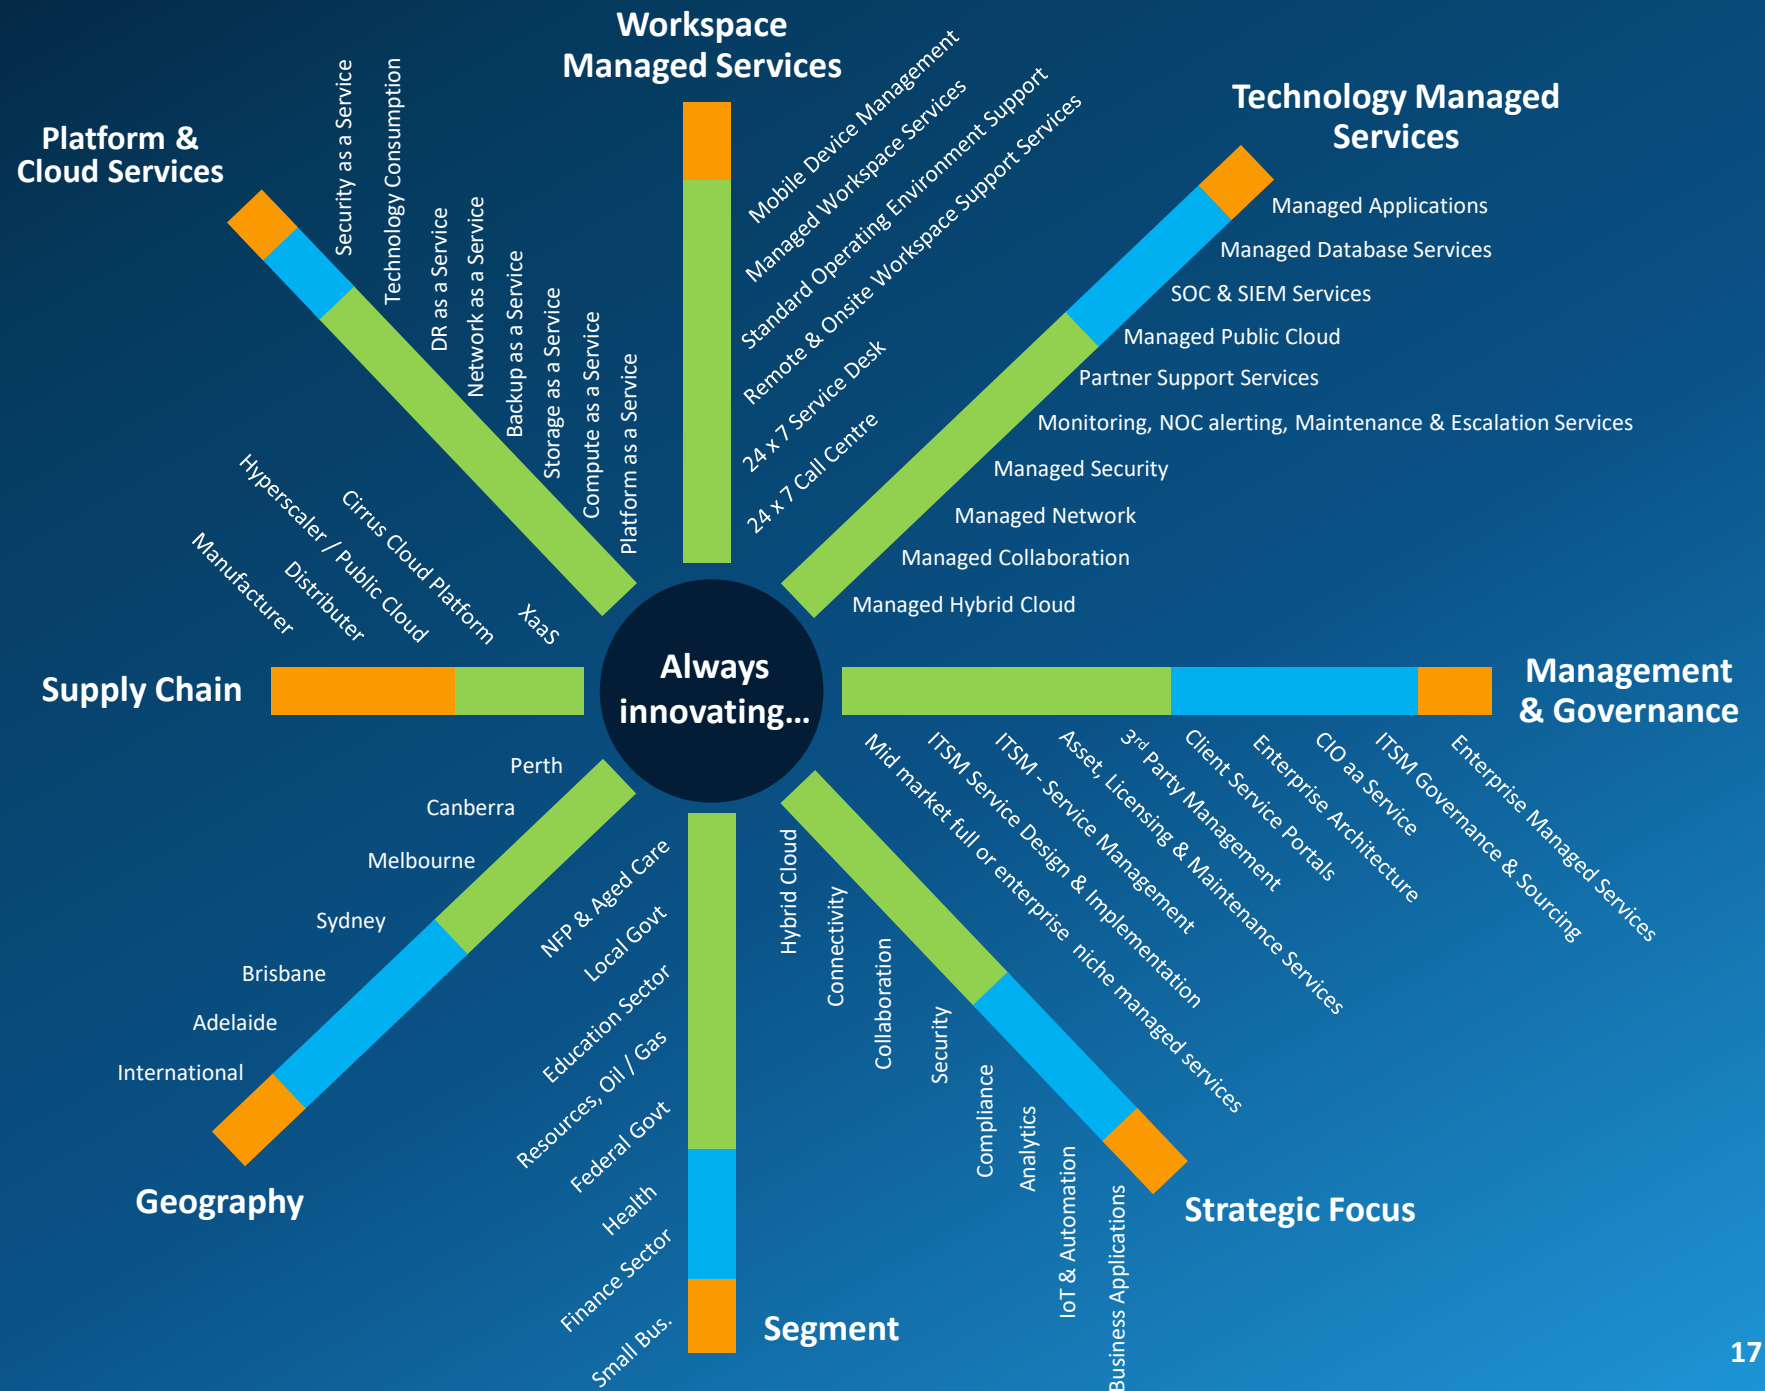 Workspace
Managed Services
Mobile Device Management
Managed Workspace Services
Standard Operating Environment Support
Remote & Onsite Workspace Support Services
24 x 7 Service Desk
24 x 7 Call Centre
Technology Managed
Services
Managed Applications
Managed Database Services
SOC & SIEM Services
Managed Public Cloud
Partner Support Services
Monitoring, NOC alerting, Maintenance & Escalation Services
Managed Security
Managed Network
Managed Collaboration
Managed Hybrid Cloud
Platform &
Cloud Services
Security as a Service
Technology Consumption
DR as a Service
Network as a Service
Backup as a Service
Storage as a Service
Compute as a Service
Platform as a Service
Supply Chain
Manufacturer
Hyperscaler / Public Cloud
Distributer
Cirrus Cloud Platform
XaaS
Always
innovating...
Management
& Governance
Mid market full or enterprise niche managed services
ITSM Service Design & Implementation
ITSM - Service Management
Asset, Licensing & Maintenance Services
3rd Party Management
Client Service Portals
Enterprise Architecture
CIO aa Service
ITSM Governance & Sourcing
Enterprise Managed Services
Perth
Canberra
Melbourne
Sydney
Brisbane
Adelaide
International
Geography
NFP & Aged Care
Local Govt
Education Sector
Resources, Oil / Gas
Federal Govt
Health
Finance Sector
Small Bus.
Segment
Hybrid Cloud
Connectivity
Collaboration
Security
Compliance
Analytics
IoT & Automation
Business Applications
Strategic Focus
17